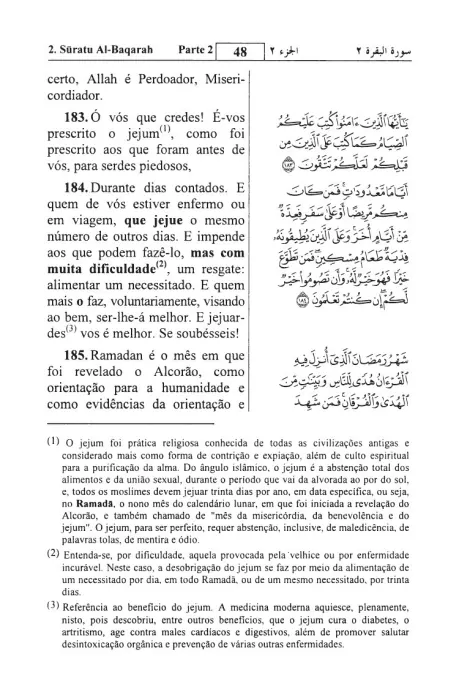 2. Sūratu Al-Baqarah Parte 2 48 الجزء ٢ سورة البقرة ٢
certo, Allah é Perdoador, Miseri-
cordiador.
183. Ó vós que credes! É-vos
prescrito o jejum(1), como foi
prescrito aos que foram antes de
vós, para serdes piedosos,
184. Durante dias contados. E
quem de vós estiver enfermo ou
em viagem, que jejue o mesmo
número de outros dias. E impende
aos que podem fazê-lo, mas com
muita dificuldade(2), um resgate:
alimentar um necessitado. E quem
mais o faz, voluntariamente, visando
ao bem, ser-lhe-á melhor. E jejuar-
des(3) vos é melhor. Se soubésseis!
185. Ramadan é o mês em que
foi revelado o Alcorão, como
orientação para a humanidade e
como evidências da orientação e
يَٰٓأَيُّهَا ٱلَّذِينَ ءَامَنُوا۟ كُتِبَ عَلَيْكُمُ
ٱلصِّيَامُ كَمَا كُتِبَ عَلَى ٱلَّذِينَ مِن
قَبْلِكُمْ لَعَلَّكُمْ تَتَّقُونَ ١٨٣
أَيَّامًا مَّعْدُودَٰتٍ فَمَن كَانَ
مِنكُم مَّرِيضًا أَوْ عَلَىٰ سَفَرٍ فَعِدَّةٌ
مِّنْ أَيَّامٍ أُخَرَ وَعَلَى ٱلَّذِينَ يُطِيقُونَهُۥ
فِدْيَةٌ طَعَامُ مِسْكِينٍ فَمَن تَطَوَّعَ
خَيْرًا فَهُوَ خَيْرٌ لَّهُۥ وَأَن تَصُومُوا۟ خَيْرٌ
لَّكُمْ إِن كُنتُمْ تَعْلَمُونَ ١٨٤
شَهْرُ رَمَضَانَ ٱلَّذِىٓ أُنزِلَ فِيهِ
ٱلْقُرْءَانُ هُدًى لِّلنَّاسِ وَبَيِّنَٰتٍ مِّنَ
ٱلْهُدَىٰ وَٱلْفُرْقَانِ فَمَن شَهِدَ
(1) O jejum foi prática religiosa conhecida de todas as civilizações antigas e
considerado mais como forma de contrição e expiação, além de culto espiritual
para a purificação da alma. Do ângulo islâmico, o jejum é a abstenção total dos
alimentos e da união sexual, durante o período que vai da alvorada ao por do sol,
e, todos os moslimes devem jejuar trinta dias por ano, em data específica, ou seja,
no Ramadã, o nono mês do calendário lunar, em que foi iniciada a revelação do
Alcorão, e também chamado de "mês da misericórdia, da benevolência e do
jejum". O jejum, para ser perfeito, requer abstenção, inclusive, de maledicência, de
palavras tolas, de mentira e ódio.
(2) Entenda-se, por dificuldade, aquela provocada pela velhice ou por enfermidade
incurável. Neste caso, a desobrigação do jejum se faz por meio da alimentação de
um necessitado por dia, em todo Ramadã, ou de um mesmo necessitado, por trinta
dias.
(3) Referência ao benefício do jejum. A medicina moderna aquiesce, plenamente,
nisto, pois descobriu, entre outros benefícios, que o jejum cura o diabetes, o
artritismo, age contra males cardíacos e digestivos, além de promover salutar
desintoxicação orgânica e prevenção de várias outras enfermidades.